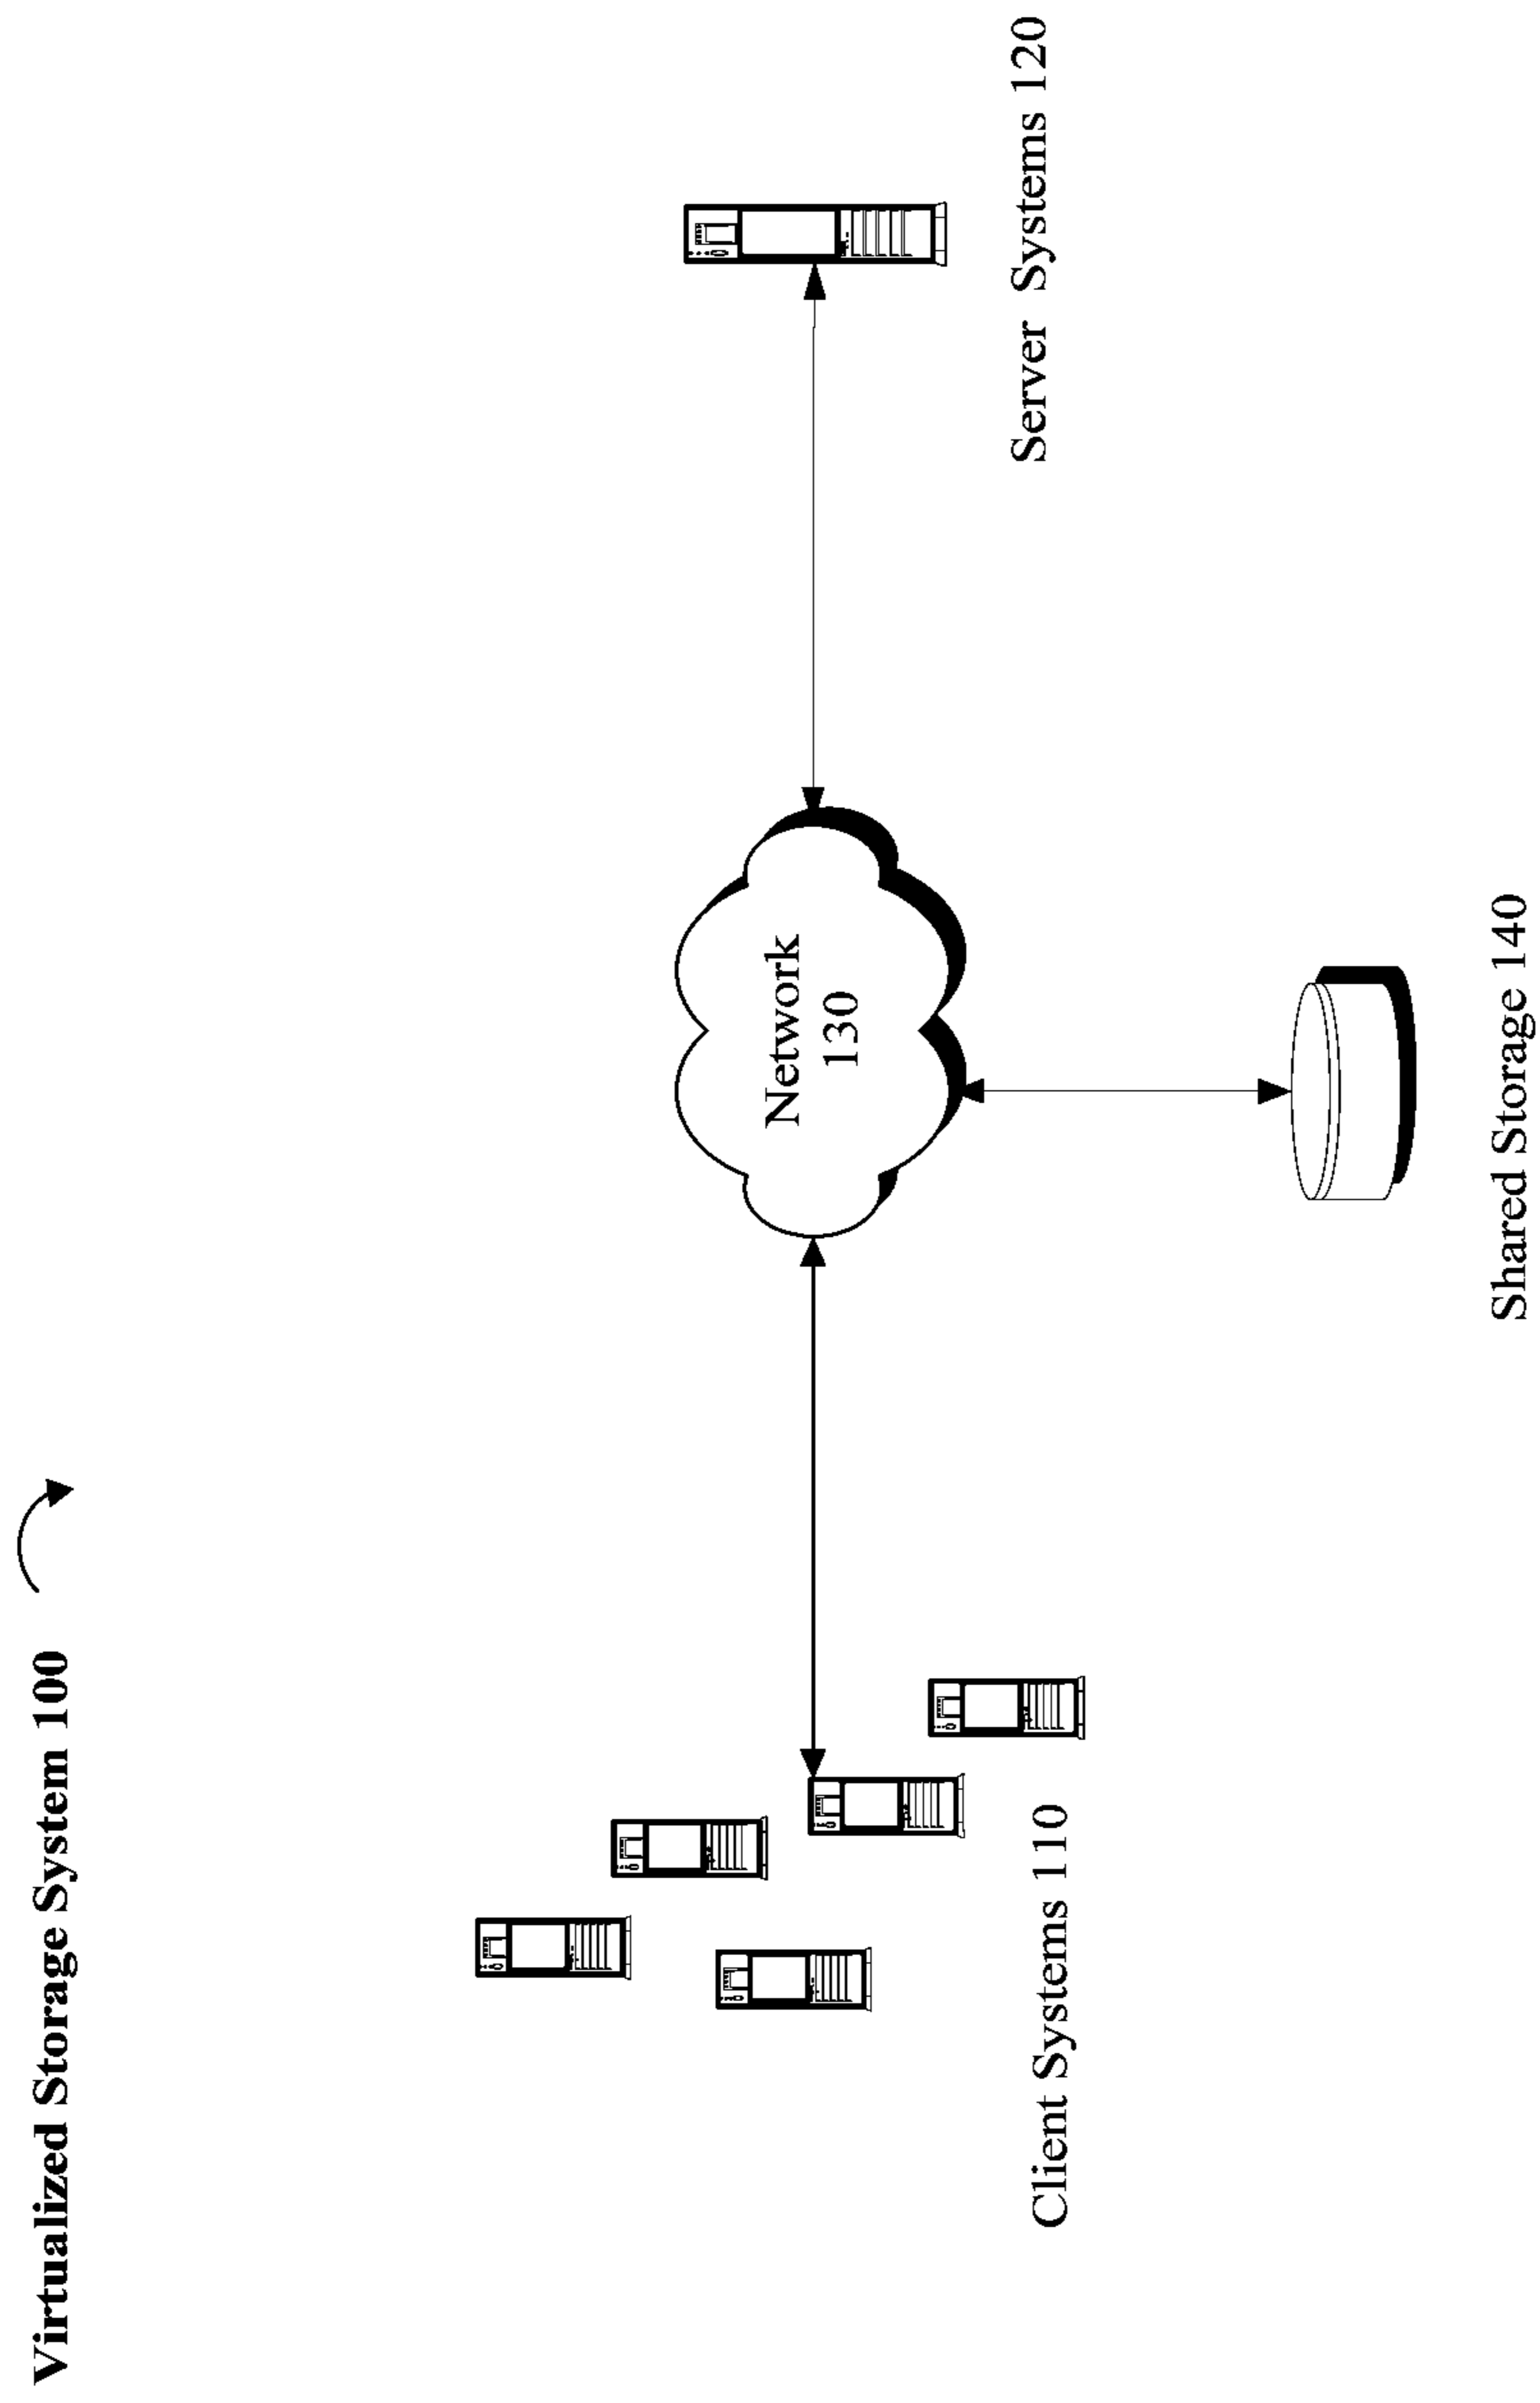 Virtualized Storage System 100
Network
130
Server Systems 120
Client Systems 110
Shared Storage 140